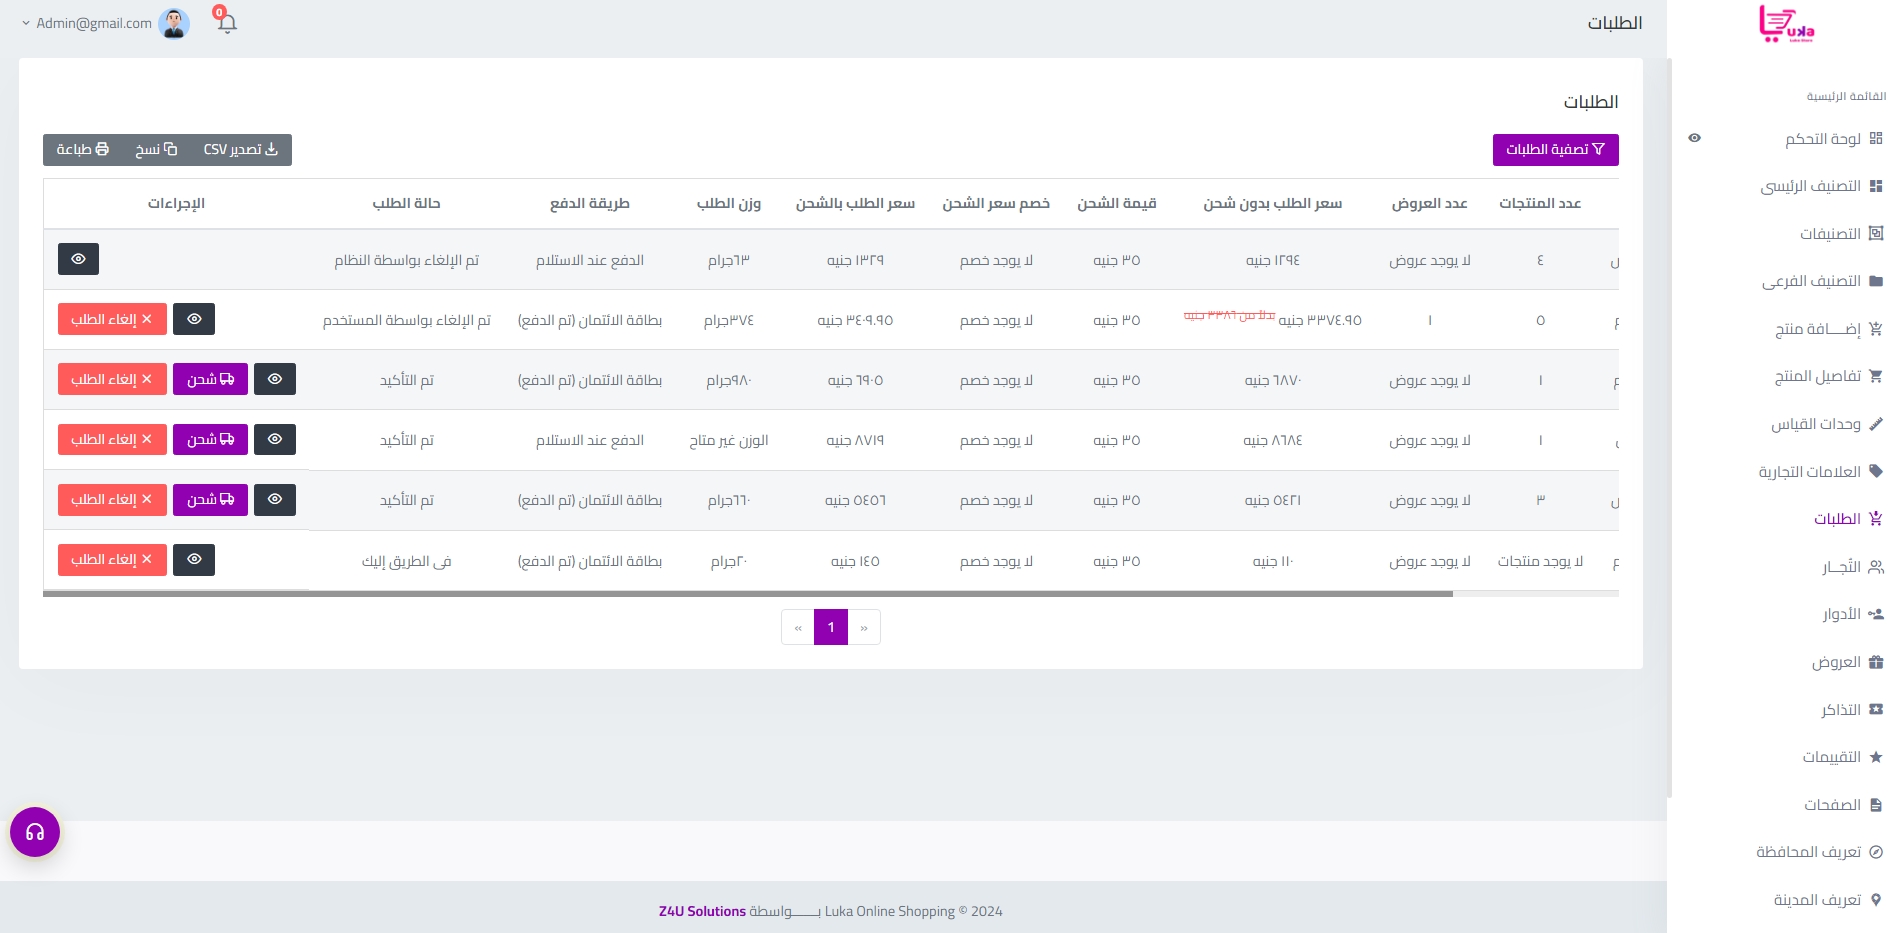 uka
الطلبات
0
Admin@gmail.com
القائمة الرئيسية
لوحة التحكم
التصنيف الرئيسى
التصنيفات
التصنيف الفرعى
إضــــافة منتج
تفاصيل المنتج
وحدات القياس
العلامات التجارية
الطلبات
التُجــار
الأدوار
العروض
التذاكر
التقييمات
الصفحات
تعريف المحافظة
تعريف المدينة
الطلبات
تصفية الطلبات
تصدير CSV نسخ طباعة
عدد المنتجات عدد العروض سعر الطلب بدون شحن قيمة الشحن خصم سعر الشحن سعر الطلب بالشحن وزن الطلب طريقة الدفع حالة الطلب الإجراءات
٤ لا يوجد عروض ١٢٩٤ جنيه ٣٥ جنيه لا يوجد خصم ١٣٢٩ جنيه ٦٣جرام الدفع عند الاستلام تم الإلغاء بواسطة النظام
٥ ١ ٣٣٧٤.٩٥ جنيه بدلا من ٣٣٨٦ جنيه ٣٥ جنيه لا يوجد خصم ٣٤٠٩.٩٥ جنيه ٣٧٤جرام بطاقة الائتمان (تم الدفع) تم الإلغاء بواسطة المستخدم إلغاء الطلب
١ لا يوجد عروض ٦٨٧٠ جنيه ٣٥ جنيه لا يوجد خصم ٦٩٠٥ جنيه ٩٨٠جرام بطاقة الائتمان (تم الدفع) تم التأكيد شحن إلغاء الطلب
١ لا يوجد عروض ٨٦٨٤ جنيه ٣٥ جنيه لا يوجد خصم ٨٧١٩ جنيه الوزن غير متاح الدفع عند الاستلام تم التأكيد شحن إلغاء الطلب
٣ لا يوجد عروض ٥٤٢١ جنيه ٣٥ جنيه لا يوجد خصم ٥٤٥٦ جنيه ٦٦٠جرام بطاقة الائتمان (تم الدفع) تم التأكيد شحن إلغاء الطلب
لا يوجد منتجات لا يوجد عروض ١١٠ جنيه ٣٥ جنيه لا يوجد خصم ١٤٥ جنيه ٢٠جرام بطاقة الائتمان (تم الدفع) فى الطريق إليك إلغاء الطلب
« 1 »
2024 © Luka Online Shopping بـــــــواسطة Z4U Solutions